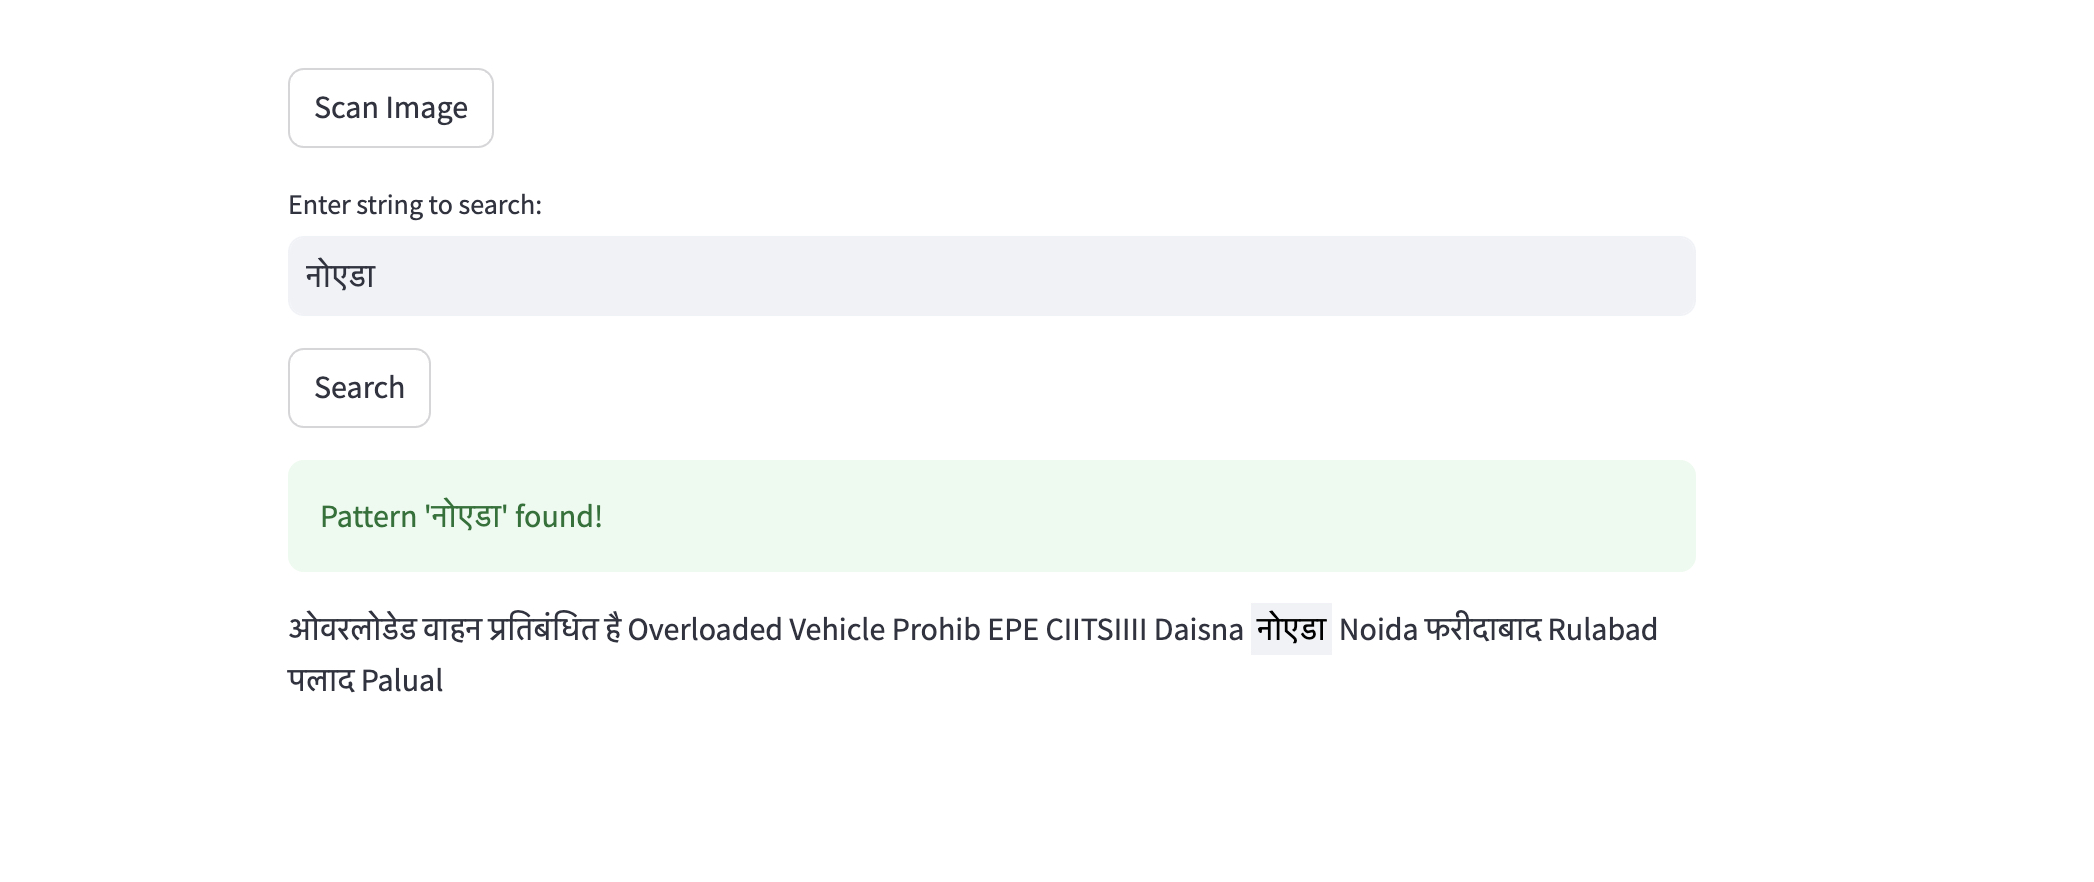 Scan Image
Enter string to search:
नोएडा
Search
Pattern 'नोएडा' found!
ओवरलोडेड वाहन प्रतिबंधित है Overloaded Vehicle Prohib EPE CIITSIIII Daisna नोएडा Noida फरीदाबाद Rulabad
पलाद Palual